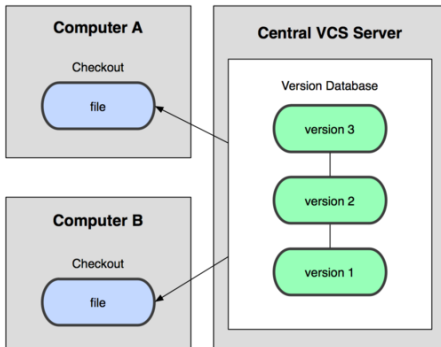 Computer A
Checkout
file
Computer B
Checkout
file
Central VCS Server
Version Database
version 3
version 2
version 1